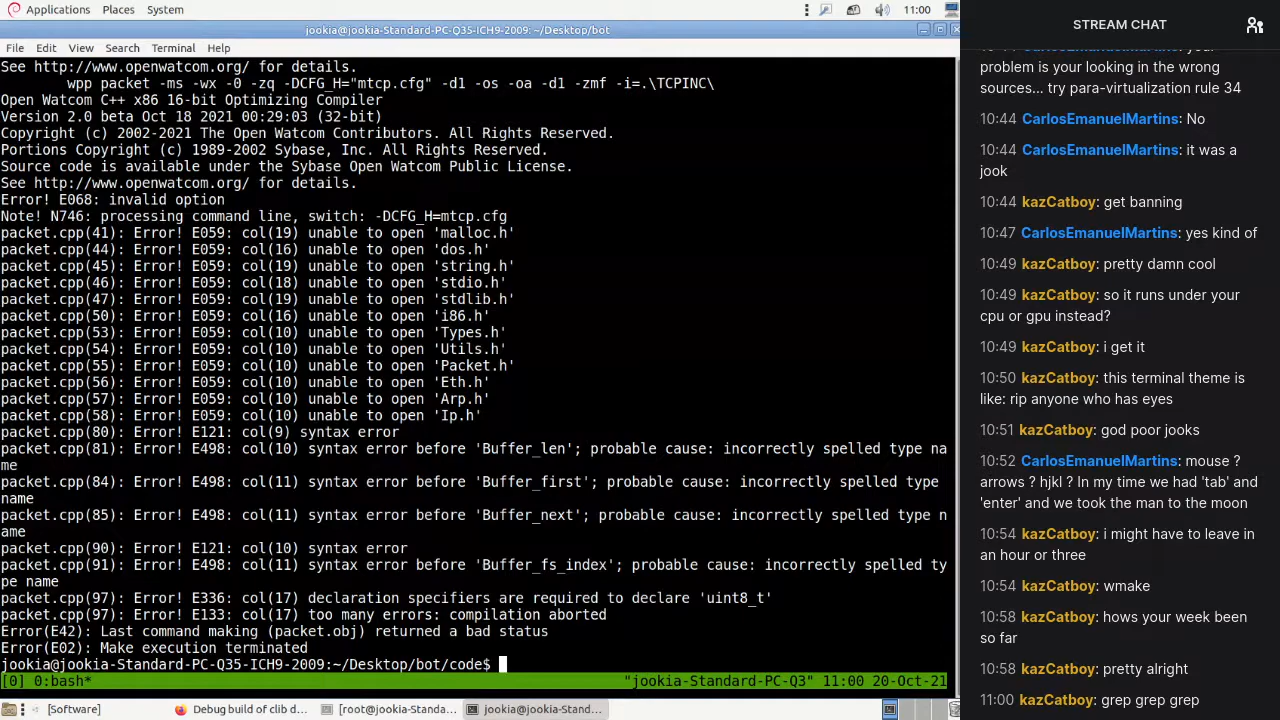 Applications Places System 11:00
jookia@jookia-Standard-PC-Q35-ICH9-2009: ~/Desktop/bot
File Edit View Search Terminal Help
See http://www.openwatcom.org/ for details.
wpp packet -ms -wx -0 -zq -DCFG_H="mtcp.cfg" -d1 -os -oa -d1 -zmf -i=.\TCPINC\
Open Watcom C++ x86 16-bit Optimizing Compiler
Version 2.0 beta Oct 18 2021 00:29:03 (32-bit)
Copyright (c) 2002-2021 The Open Watcom Contributors. All Rights Reserved.
Portions Copyright (c) 1989-2002 Sybase, Inc. All Rights Reserved.
Source code is available under the Sybase Open Watcom Public License.
See http://www.openwatcom.org/ for details.
Error! E068: invalid option
Note! N746: processing command line, switch: -DCFG_H=mtcp.cfg
packet.cpp(41): Error! E059: col(19) unable to open 'malloc.h'
packet.cpp(44): Error! E059: col(16) unable to open 'dos.h'
packet.cpp(45): Error! E059: col(19) unable to open 'string.h'
packet.cpp(46): Error! E059: col(18) unable to open 'stdio.h'
packet.cpp(47): Error! E059: col(19) unable to open 'stdlib.h'
packet.cpp(50): Error! E059: col(16) unable to open 'i86.h'
packet.cpp(53): Error! E059: col(10) unable to open 'Types.h'
packet.cpp(54): Error! E059: col(10) unable to open 'Utils.h'
packet.cpp(55): Error! E059: col(10) unable to open 'Packet.h'
packet.cpp(56): Error! E059: col(10) unable to open 'Eth.h'
packet.cpp(57): Error! E059: col(10) unable to open 'Arp.h'
packet.cpp(58): Error! E059: col(10) unable to open 'Ip.h'
packet.cpp(80): Error! E121: col(9) syntax error
packet.cpp(81): Error! E498: col(11) syntax error before 'Buffer_len'; probable cause: incorrectly spelled type na
me
packet.cpp(84): Error! E498: col(11) syntax error before 'Buffer_first'; probable cause: incorrectly spelled type
name
packet.cpp(85): Error! E498: col(11) syntax error before 'Buffer_next'; probable cause: incorrectly spelled type n
ame
packet.cpp(90): Error! E121: col(10) syntax error
packet.cpp(91): Error! E498: col(11) syntax error before 'Buffer_fs_index'; probable cause: incorrectly spelled ty
pe name
packet.cpp(97): Error! E336: col(17) declaration specifiers are required to declare 'uint8_t'
packet.cpp(97): Error! E133: col(17) too many errors: compilation aborted
Error(E42): Last command making (packet.obj) returned a bad status
Error(E02): Make execution terminated
jookia@jookia-Standard-PC-Q35-ICH9-2009:~/Desktop/bot/code$
[0] 0:bash* "jookia-Standard-PC-Q3" 11:00 20-Oct-21
[Software] Debug build of clib d... [root@jookia-Standa... jookia@jookia-Stand...
STREAM CHAT
10:44 CarlosEmanuelMartins: your
problem is your looking in the wrong
sources... try para-virtualization rule 34
10:44 CarlosEmanuelMartins: No
10:44 CarlosEmanuelMartins: it was a
jook
10:44 kazCatboy: get banning
10:47 CarlosEmanuelMartins: yes kind of
10:49 kazCatboy: pretty damn cool
10:49 kazCatboy: so it runs under your
cpu or gpu instead?
10:49 kazCatboy: i get it
10:50 kazCatboy: this terminal theme is
like: rip anyone who has eyes
10:51 kazCatboy: god poor jooks
10:52 CarlosEmanuelMartins: mouse ?
arrows ? hjkl ? In my time we had 'tab' and
'enter' and we took the man to the moon
10:54 kazCatboy: i might have to leave in
an hour or three
10:54 kazCatboy: wmake
10:58 kazCatboy: hows your week been
so far
10:58 kazCatboy: pretty alright
11:00 kazCatboy: grep grep grep